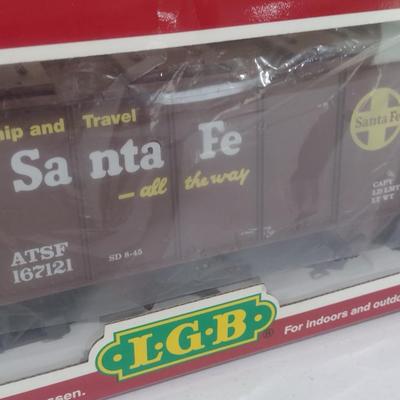 ip and Travel
Santa Fe
– all the way
Santa Fe
ATSF
167121
SD 8-45
CAPY
LD LMT
LT WT
L·G·B®
For indoors and outdo
ssen.